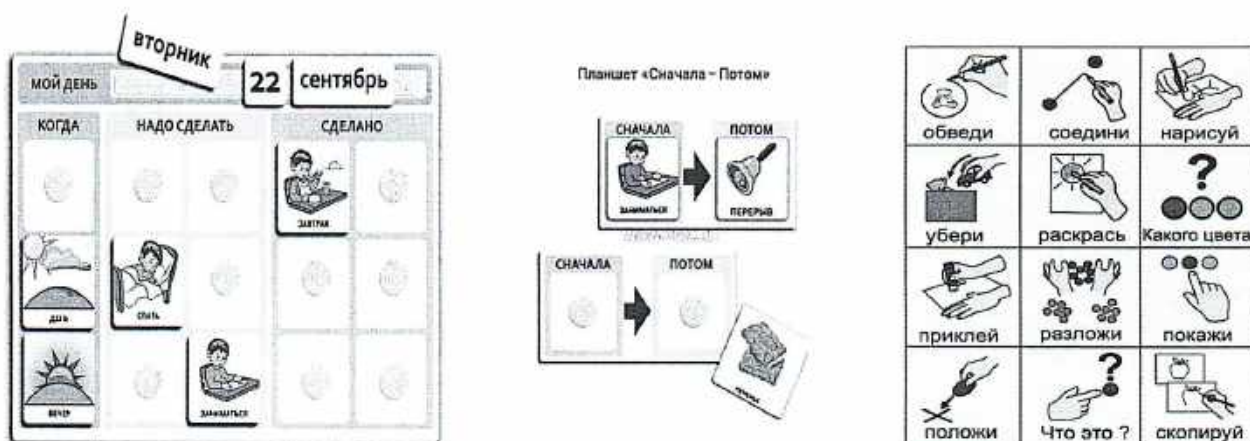 вторник
МОЙ ДЕНЬ
22 сентябрь
КОГДА НАДО СДЕЛАТЬ СДЕЛАНО
ЗАВТРАК
ДЕНЬ
СПАТЬ
ВЕЧЕР
ЗАНИМАТЬСЯ
Планшет «Сначала – Потом»
СНАЧАЛА ПОТОМ
ЗАНИМАТЬСЯ ПЕРЕРЫВ
СНАЧАЛА ПОТОМ
обведи соедини нарисуй
убери раскрась Какого цвета
приклей разложи покажи
положи Что это ? скопируй